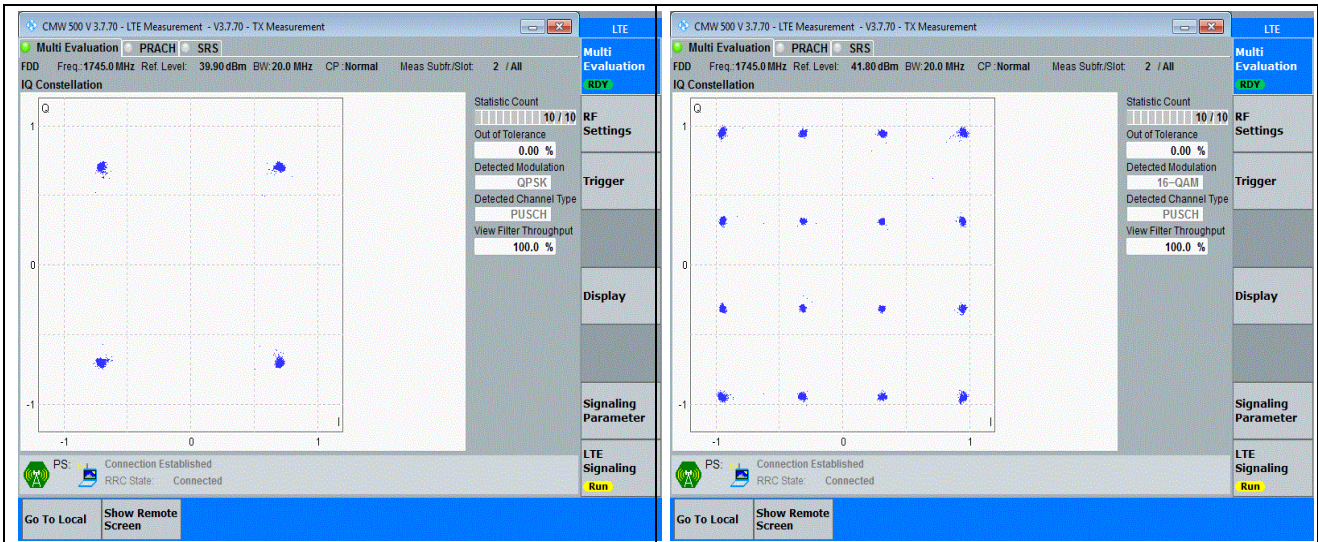 CMW 500 V 3.7.70 - LTE Measurement - V3.7.70 - TX Measurement
LTE
Multi Evaluation PRACH SRS
Multi
Evaluation
RDY
FDD Freq.:1745.0 MHz Ref. Level: 39.90 dBm BW:20.0 MHz CP :Normal Meas Subfr./Slot: 2 / All
IQ Constellation
Q
1
0
-1
-1 0 1
I
Statistic Count
10 / 10
Out of Tolerance
0.00 %
Detected Modulation
QPSK
Detected Channel Type
PUSCH
View Filter Throughput
100.0 %
RF
Settings
Trigger
Display
Signaling
Parameter
LTE
Signaling
Run
PS: Connection Established
RRC State: Connected
Go To Local
Show Remote
Screen
CMW 500 V 3.7.70 - LTE Measurement - V3.7.70 - TX Measurement
LTE
Multi Evaluation PRACH SRS
Multi
Evaluation
RDY
FDD Freq.:1745.0 MHz Ref. Level: 41.80 dBm BW:20.0 MHz CP :Normal Meas Subfr./Slot: 2 / All
IQ Constellation
Q
1
0
-1
-1 0 1
I
Statistic Count
10 / 10
Out of Tolerance
0.00 %
Detected Modulation
16-QAM
Detected Channel Type
PUSCH
View Filter Throughput
100.0 %
RF
Settings
Trigger
Display
Signaling
Parameter
LTE
Signaling
Run
PS: Connection Established
RRC State: Connected
Go To Local
Show Remote
Screen